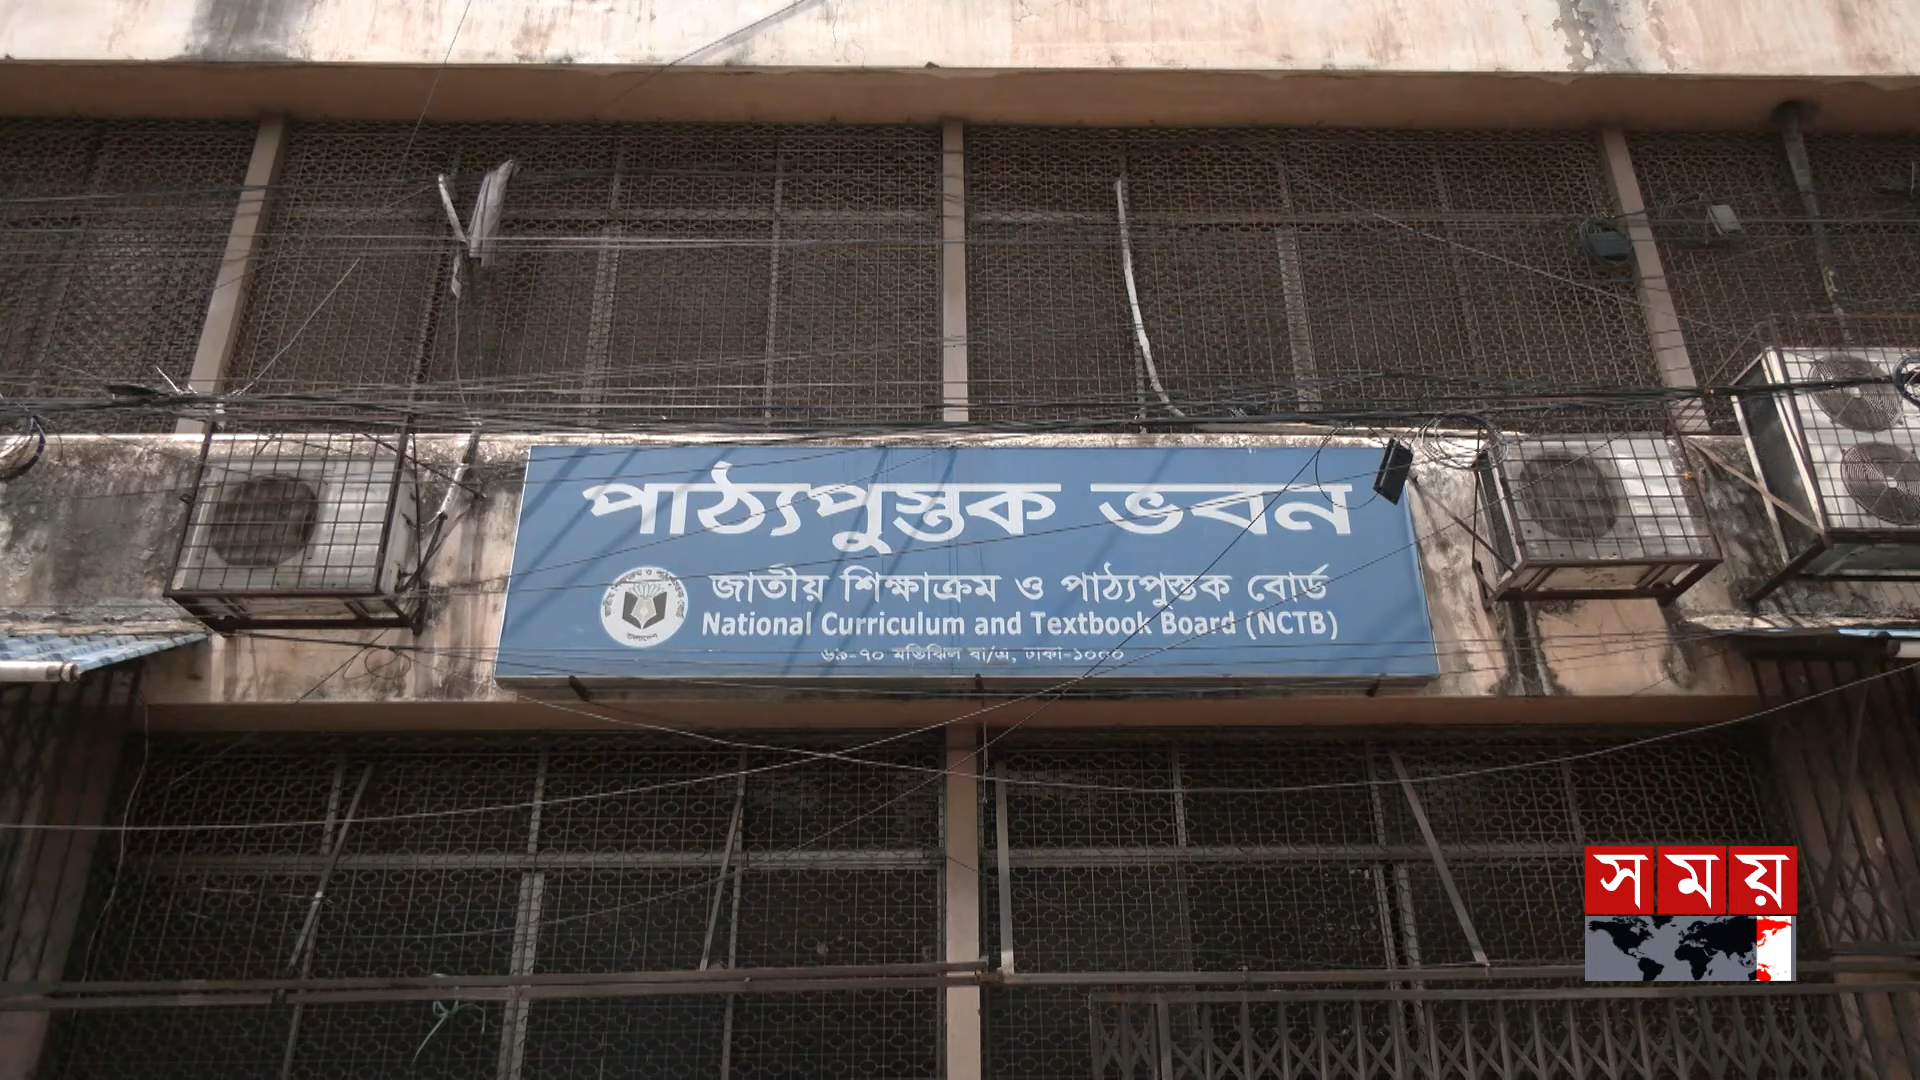 পাঠ্যপুস্তক ভবন
জাতীয় শিক্ষাক্রম ও পাঠ্যপুস্তক বোর্ড
National Curriculum and Textbook Board (NCTB)
৬৯-৭০ মতিঝিল বা/এ, ঢাকা-১০০০
সময়